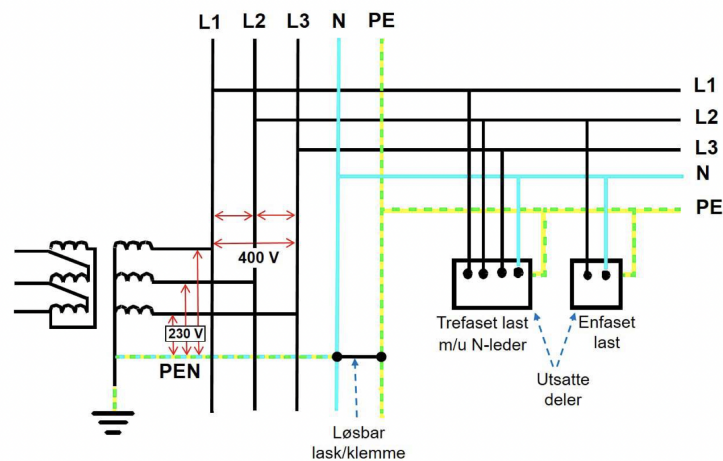 L1 L2 L3 N PE
L1
L2
L3
N
PE
400 V
230 V
PEN
Trefaset last
m/u N-leder
Enfaset
last
Utsatte
deler
Løsbar
lask/klemme